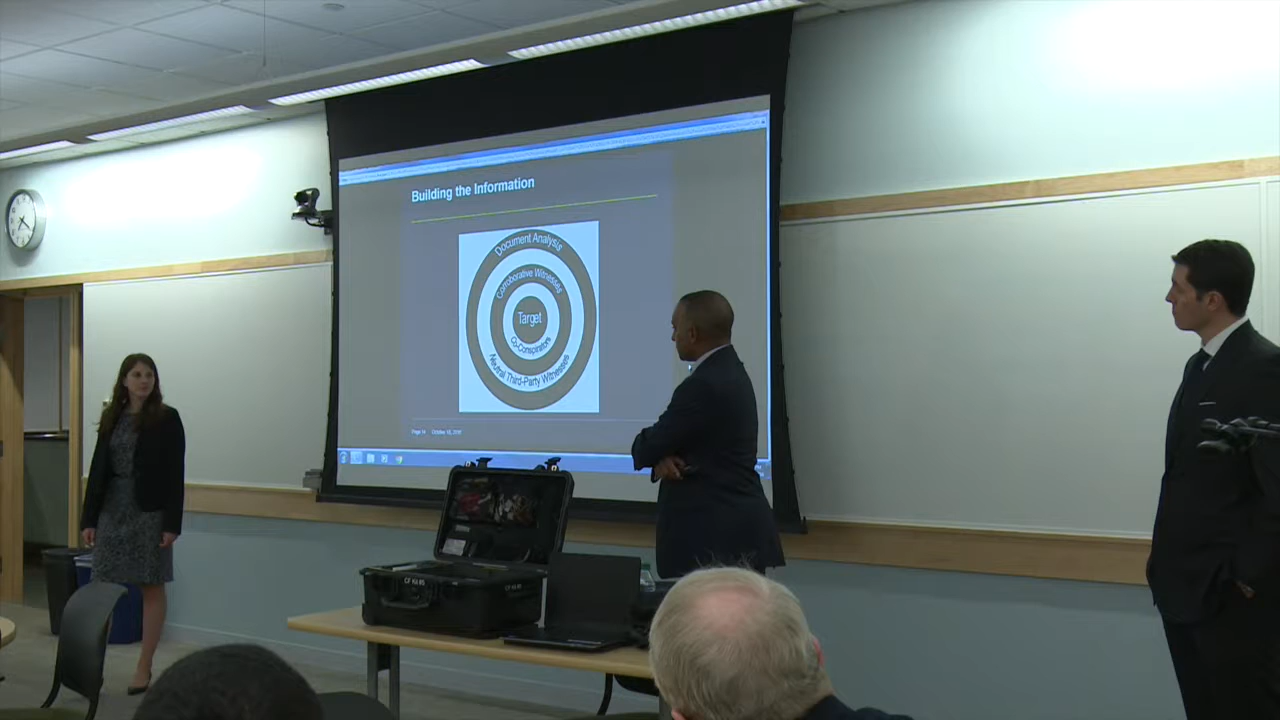 Building the Information
Document Analysis
Corroborative Witnesses
Target
Co-Conspirators
Neutral Third-Party Witnesses